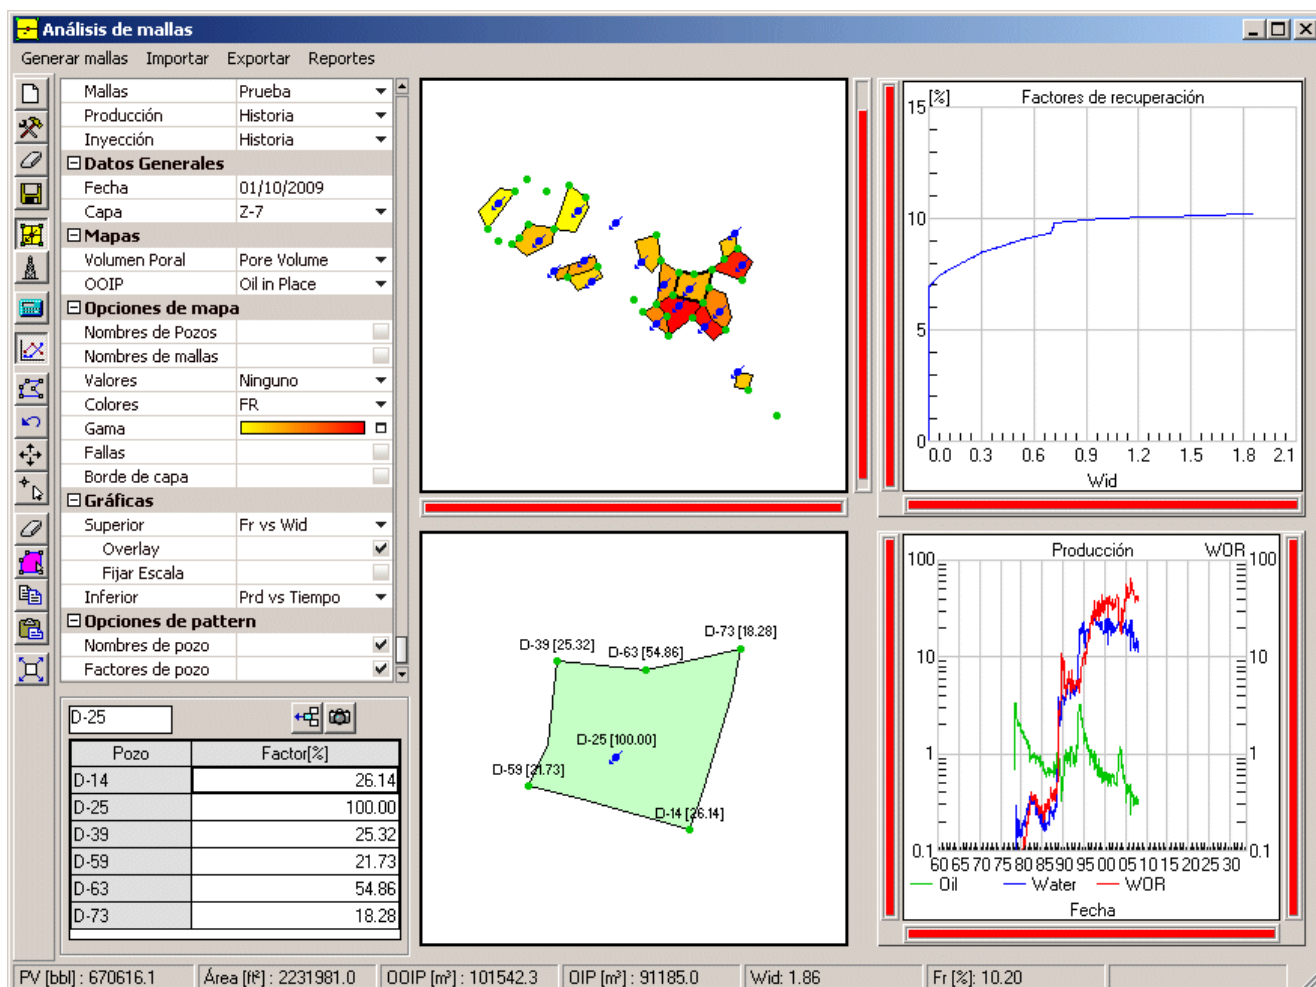 Análisis de mallas
Generar mallas Importar Exportar Reportes
Mallas Prueba
Producción Historia
Inyección Historia
Datos Generales
Fecha 01/10/2009
Capa Z-7
Mapas
Volumen Poral Pore Volume
OOIP Oil in Place
Opciones de mapa
Nombres de Pozos
Nombres de mallas
Valores Ninguno
Colores FR
Gama
Fallas
Borde de capa
Gráficas
Superior Fr vs Wid
Overlay
Fijar Escala
Inferior Prd vs Tiempo
Opciones de pattern
Nombres de pozo
Factores de pozo
D-25
Pozo Factor[%]
D-14 26.14
D-25 100.00
D-39 25.32
D-59 21.73
D-63 54.86
D-73 18.28
D-73 [18.28]
D-39 [25.32] D-63 [54.86]
D-25 [100.00]
D-59 [21.73]
D-14 [26.14]
[%] Factores de recuperación
15
10
5
0
0.0 0.3 0.6 0.9 1.2 1.5 1.8 2.1
Wid
Producción WOR
100 100
10 10
1 1
0.1 0.1
60 65 70 75 80 85 90 95 00 05 10 15 20 25 30
Oil Water WOR
Fecha
PV [bbl] : 670616.1 Área [ft²] : 2231981.0 OOIP [m³] : 101542.3 OIP [m³] : 91185.0 Wid: 1.86 Fr [%]: 10.20